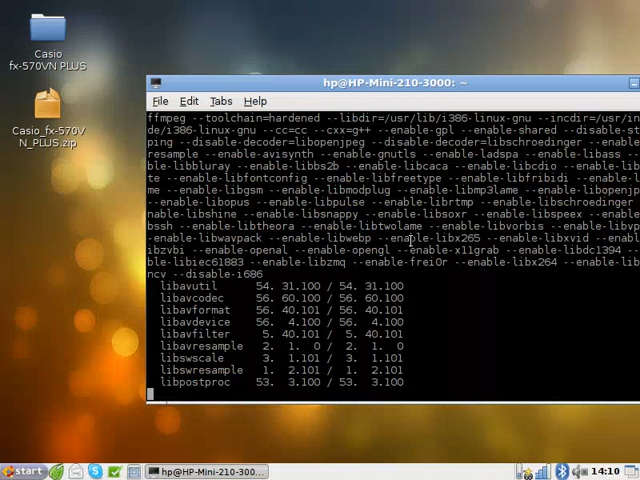 Casio
fx-570VN PLUS
Casio_fx-570V
N_PLUS.zip
hp@HP-Mini-210-3000: ~
File Edit Tabs Help
ffmpeg --toolchain=hardened --libdir=/usr/lib/i386-linux-gnu --incdir=/usr/in
de/i386-linux-gnu --cc=cc --cxx=g++ --enable-gpl --enable-shared --disable-st
ping --disable-decoder=libopenjpeg --disable-decoder=libschroedinger --enable
resample --enable-avisynth --enable-gnutls --enable-ladspa --enable-libass --
ble-libbluray --enable-libbs2b --enable-libcaca --enable-libcdio --enable-lib
te --enable-libfontconfig --enable-libfreetype --enable-libfribidi --enable-l
me --enable-libgsm --enable-libmodplug --enable-libmp3lame --enable-libopenjp
--enable-libopus --enable-libpulse --enable-librtmp --enable-libschroedinger
nable-libshine --enable-libsnappy --enable-libsoxr --enable-libspeex --enable
bssh --enable-libtheora --enable-libtwolame --enable-libvorbis --enable-libvp
--enable-libwavpack --enable-libwebp --enable-libx265 --enable-libxvid --enab
ibzvbi --enable-openal --enable-opengl --enable-x11grab --enable-libdc1394 --
ble-libiec61883 --enable-libzmq --enable-frei0r --enable-libx264 --enable-lib
ncv --disable-i686
libavutil 54. 31.100 / 54. 31.100
libavcodec 56. 60.100 / 56. 60.100
libavformat 56. 40.101 / 56. 40.101
libavdevice 56. 4.100 / 56. 4.100
libavfilter 5. 40.101 / 5. 40.101
libavresample 2. 1. 0 / 2. 1. 0
libswscale 3. 1.101 / 3. 1.101
libswresample 1. 2.101 / 1. 2.101
libpostproc 53. 3.100 / 53. 3.100
start hp@HP-Mini-210-300... 14:10